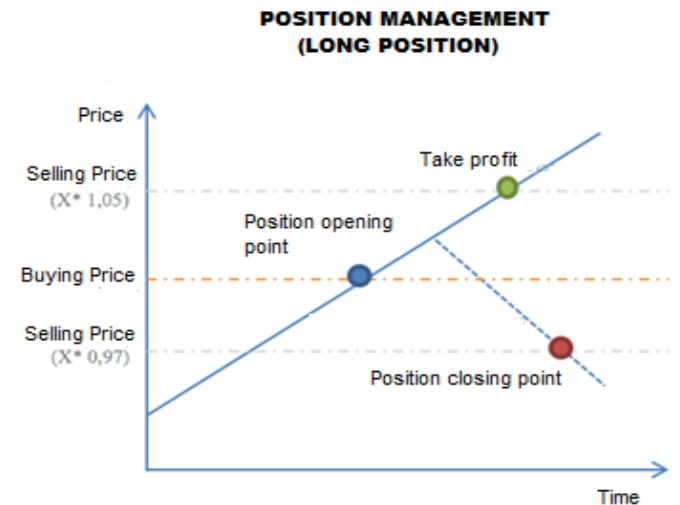 POSITION MANAGEMENT
(LONG POSITION)
Price
Take profit
Selling Price
(X* 1,05)
Position opening
point
Buying Price
Selling Price
(X* 0,97)
Position closing point
Time